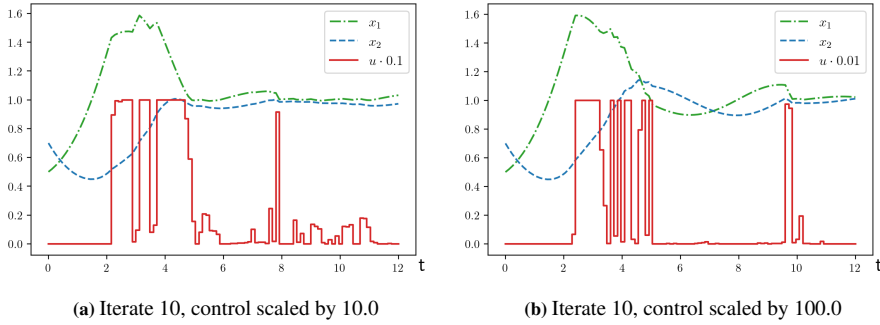 1.6
1.4
1.2
1.0
0.8
0.6
0.4
0.2
0.0
0 2 4 6 8 10 12 t
x₁
x₂
u · 0.1
(a) Iterate 10, control scaled by 10.0
1.6
1.4
1.2
1.0
0.8
0.6
0.4
0.2
0.0
0 2 4 6 8 10 12 t
x₁
x₂
u · 0.01
(b) Iterate 10, control scaled by 100.0